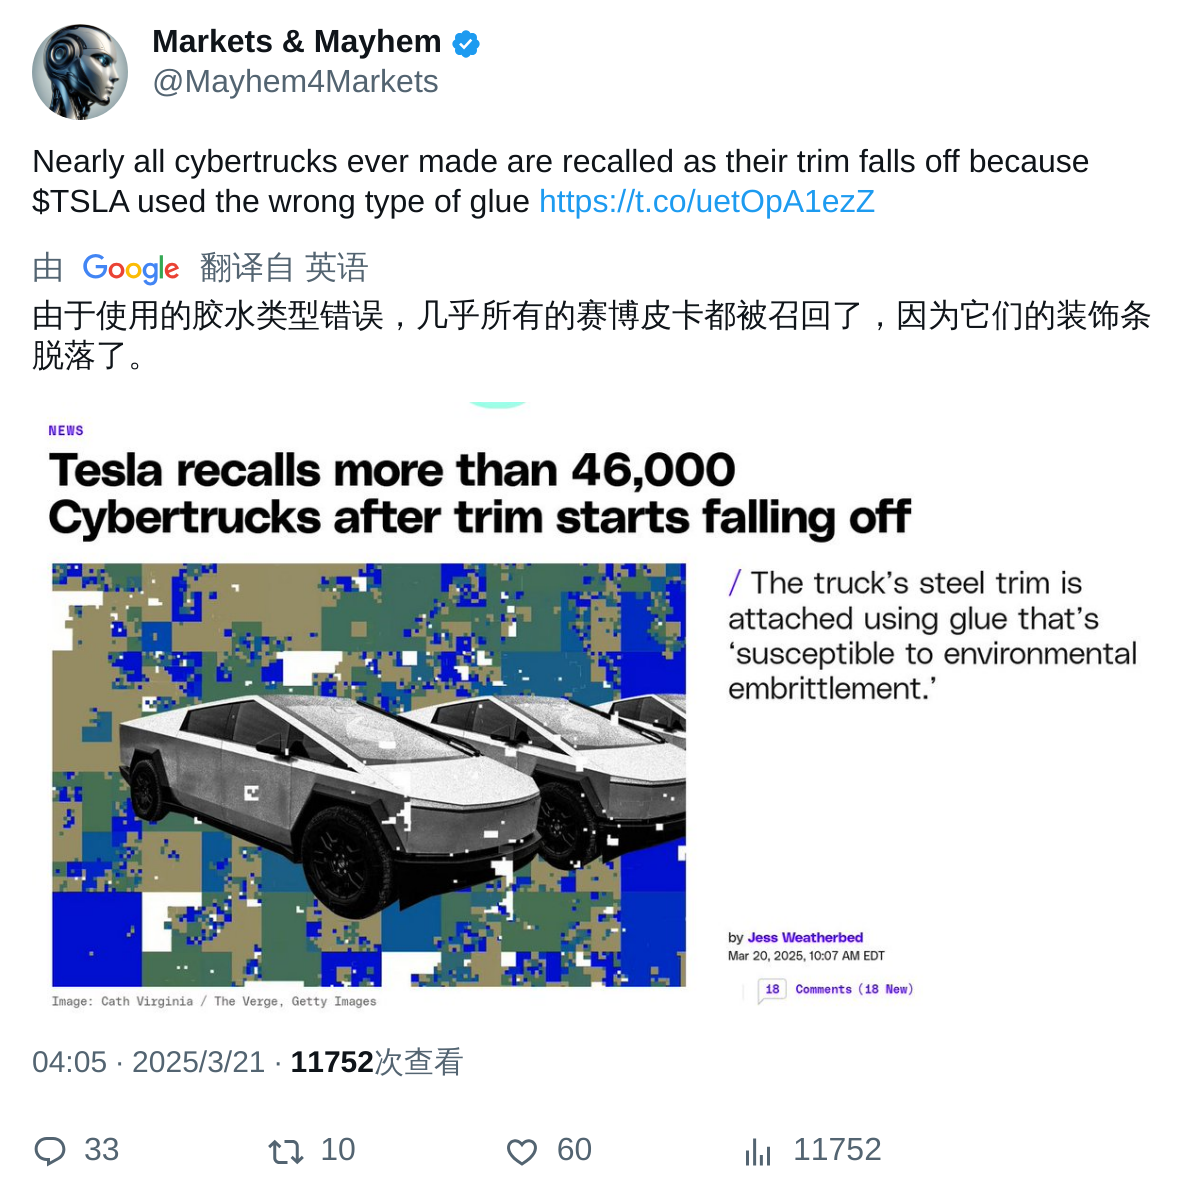 Markets & Mayhem
@Mayhem4Markets
Nearly all cybertrucks ever made are recalled as their trim falls off because
$TSLA used the wrong type of glue https://t.co/uetOpA1ezZ
由 Google 翻译自 英语
由于使用的胶水类型错误，几乎所有的赛博皮卡都被召回了，因为它们的装饰条
脱落了。
NEWS
Tesla recalls more than 46,000
Cybertrucks after trim starts falling off
/ The truck’s steel trim is
attached using glue that’s
‘susceptible to environmental
embrittlement.’
by Jess Weatherbed
Mar 20, 2025, 10:07 AM EDT
18 Comments (18 New)
Image: Cath Virginia / The Verge, Getty Images
04:05 · 2025/3/21 · 11752次查看
33 10 60 11752